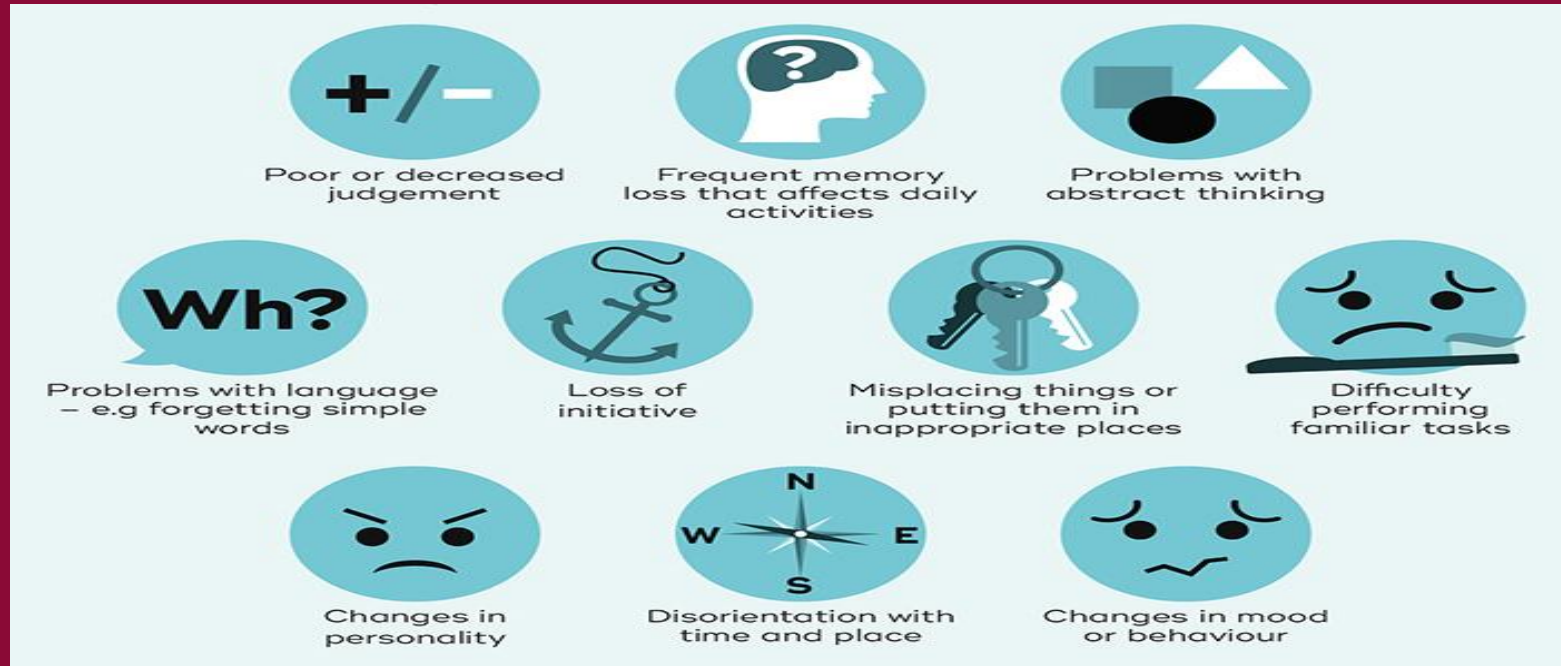 +/-
?
Poor or decreased
judgement
Frequent memory
loss that affects daily
activities
Problems with
abstract thinking
Wh?
Problems with language
– e.g forgetting simple
words
Loss of
initiative
Misplacing things or
putting them in
inappropriate places
Difficulty
performing
familiar tasks
N
W E
S
Changes in
personality
Disorientation with
time and place
Changes in mood
or behaviour